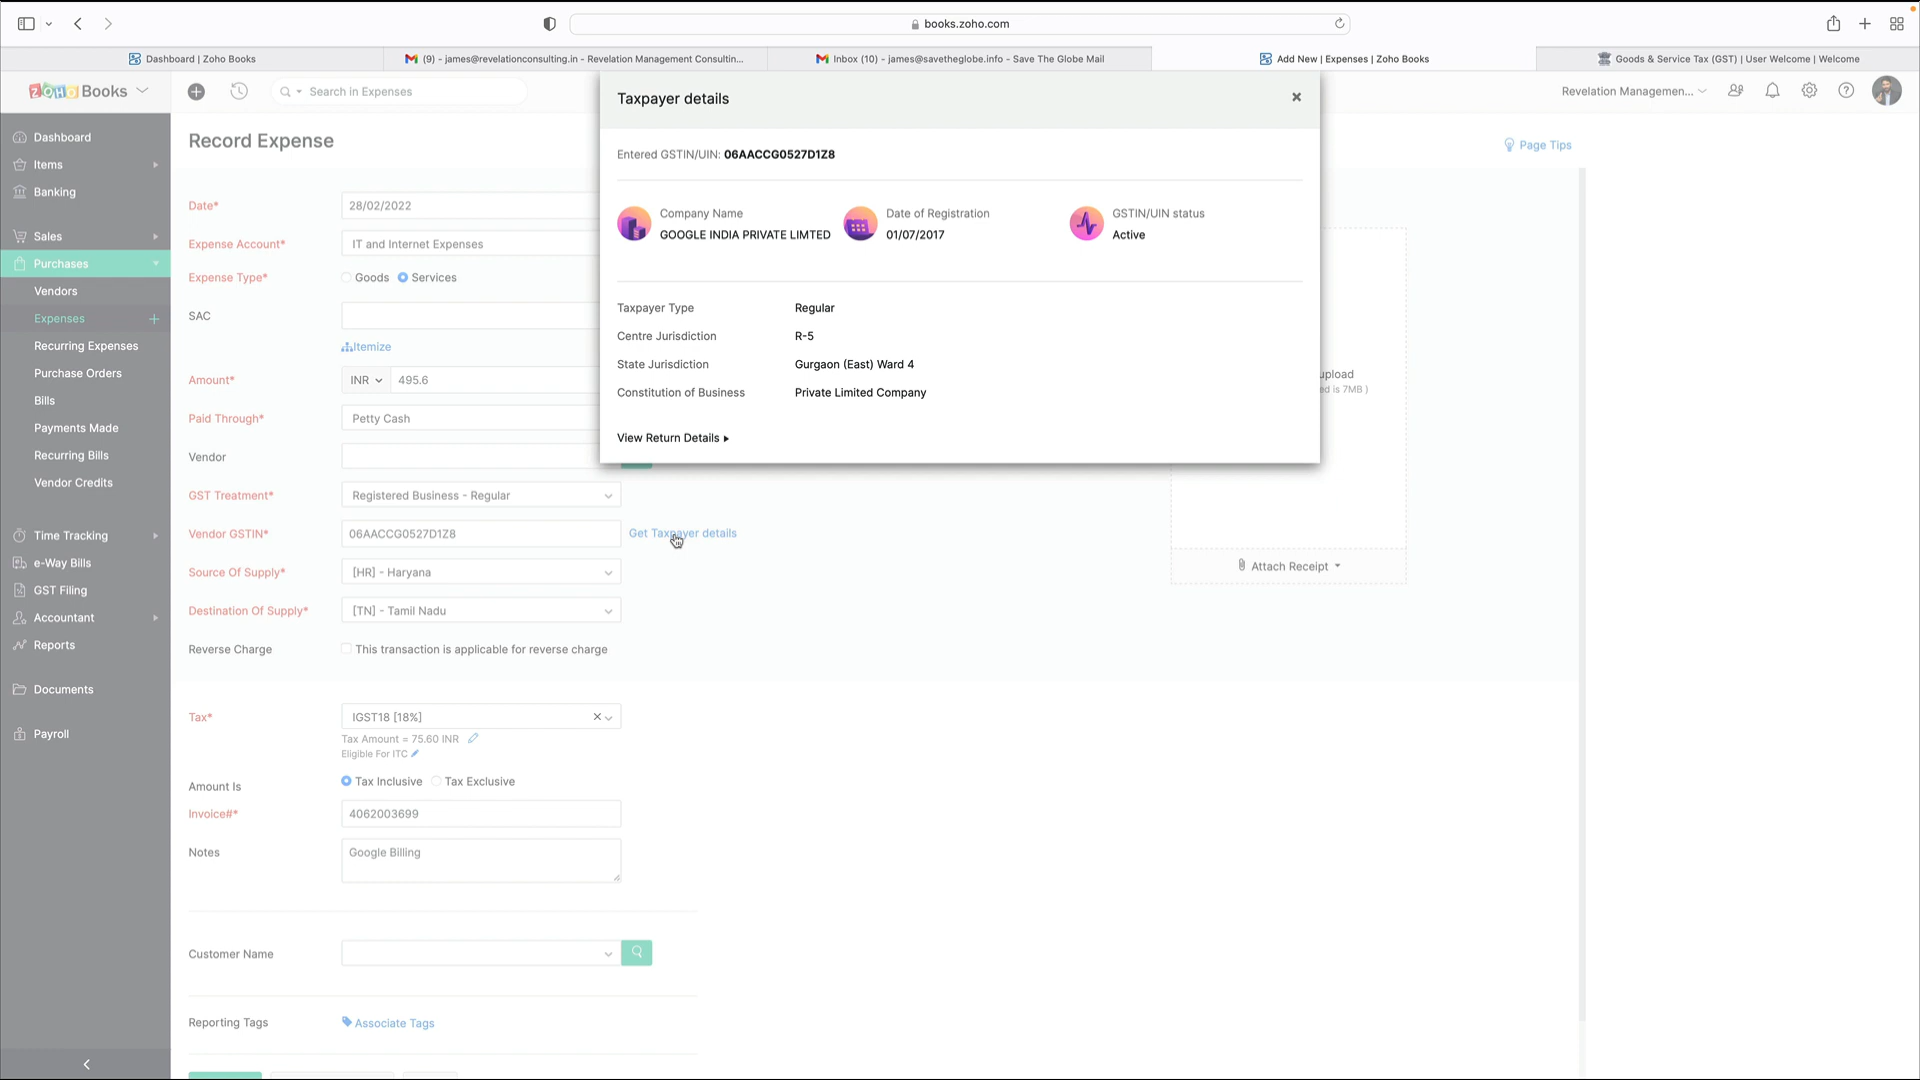 books.zoho.com
Dashboard | Zoho Books
(9) - james@revelationconsulting.in - Revelation Management Consultin...
Inbox (10) - james@savetheglobe.info - Save The Globe Mail
Add New | Expenses | Zoho Books
Goods & Service Tax (GST) | User Welcome | Welcome
ZOHO Books
Search in Expenses
Revelation Managemen...
Taxpayer details
Entered GSTIN/UIN: 06AACCG0527D1Z8
Company Name
GOOGLE INDIA PRIVATE LIMTED
Date of Registration
01/07/2017
GSTIN/UIN status
Active
Taxpayer Type Regular
Centre Jurisdiction R-5
State Jurisdiction Gurgaon (East) Ward 4
Constitution of Business Private Limited Company
View Return Details
Dashboard
Items
Banking
Sales
Purchases
Vendors
Expenses
Recurring Expenses
Purchase Orders
Bills
Payments Made
Recurring Bills
Vendor Credits
Time Tracking
e-Way Bills
GST Filing
Accountant
Reports
Documents
Payroll
Record Expense
Page Tips
Date* 28/02/2022
Expense Account* IT and Internet Expenses
Expense Type* Goods Services
SAC
Itemize
Amount* INR 495.6
Paid Through* Petty Cash
Vendor
GST Treatment* Registered Business - Regular
Vendor GSTIN* 06AACCG0527D1Z8 Get Taxpayer details
Source Of Supply* [HR] - Haryana
Destination Of Supply* [TN] - Tamil Nadu
Reverse Charge This transaction is applicable for reverse charge
Tax* IGST18 [18%]
Tax Amount = 75.60 INR
Eligible For ITC
Amount Is Tax Inclusive Tax Exclusive
Invoice#* 4062003699
Notes Google Billing
Customer Name
Reporting Tags Associate Tags
upload
ed is 7MB )
Attach Receipt